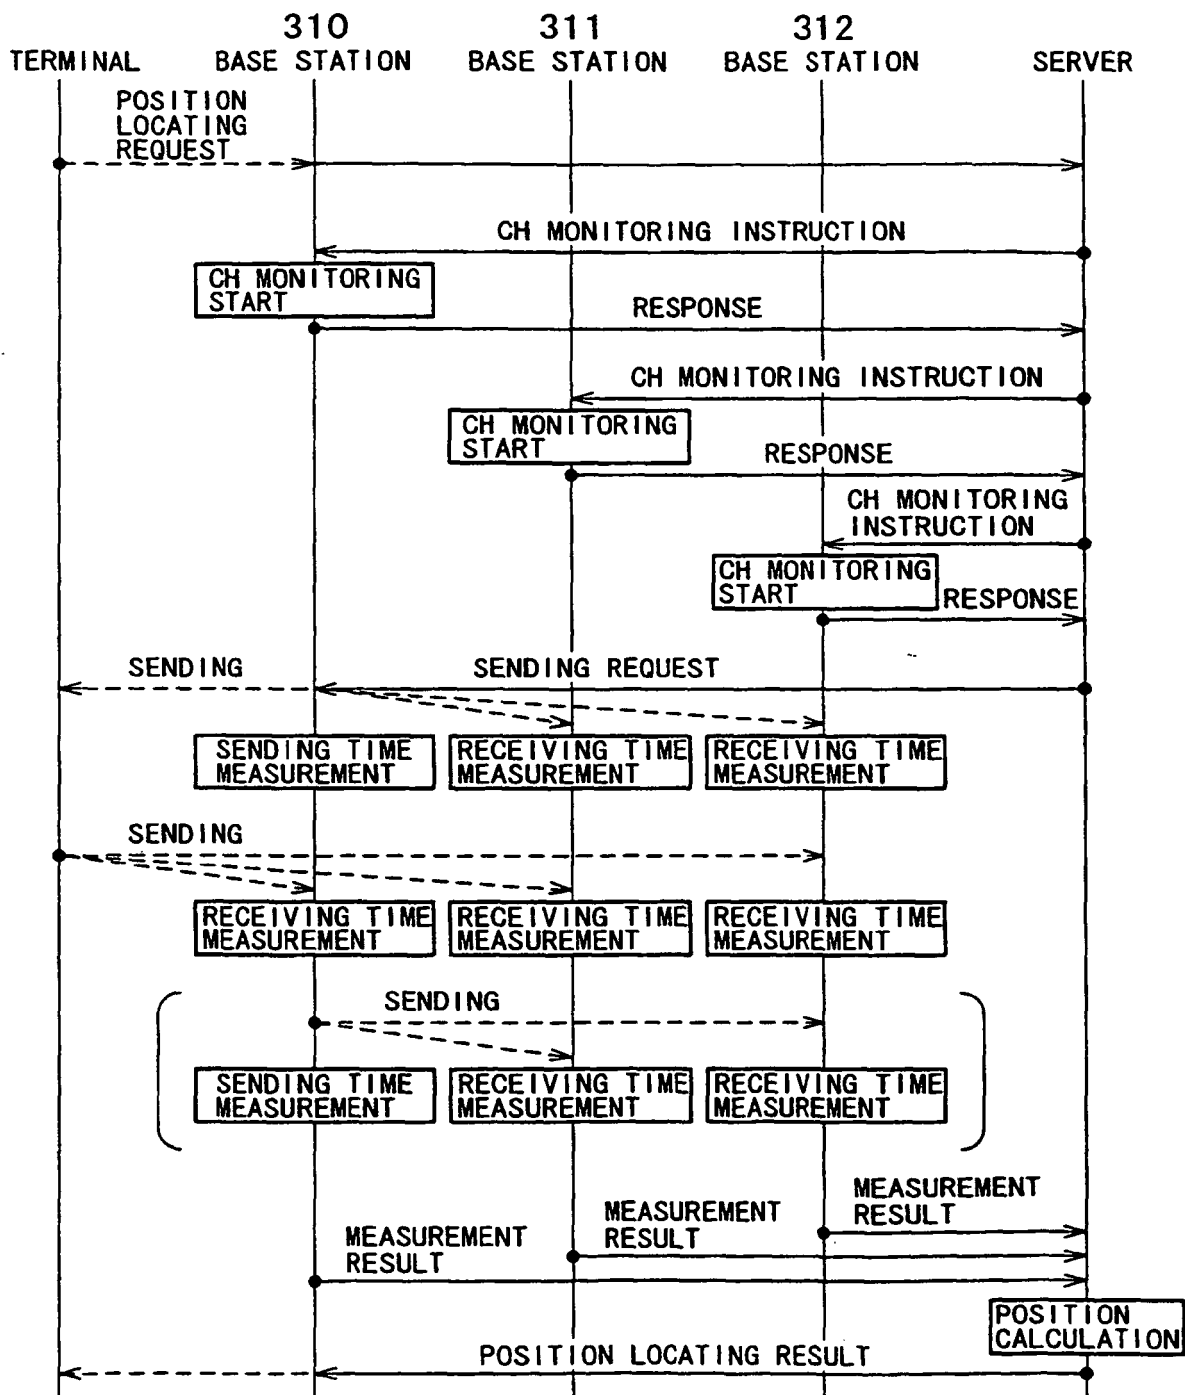 310
311
312
TERMINAL
BASE STATION
BASE STATION
BASE STATION
SERVER
POSITION
LOCATING
REQUEST
CH MONITORING INSTRUCTION
CH MONITORING
START
RESPONSE
CH MONITORING INSTRUCTION
CH MONITORING
START
RESPONSE
CH MONITORING
INSTRUCTION
CH MONITORING
START
RESPONSE
SENDING
SENDING REQUEST
SENDING TIME
MEASUREMENT
RECEIVING TIME
MEASUREMENT
RECEIVING TIME
MEASUREMENT
SENDING
RECEIVING TIME
MEASUREMENT
RECEIVING TIME
MEASUREMENT
RECEIVING TIME
MEASUREMENT
SENDING
SENDING TIME
MEASUREMENT
RECEIVING TIME
MEASUREMENT
RECEIVING TIME
MEASUREMENT
MEASUREMENT
RESULT
MEASUREMENT
RESULT
MEASUREMENT
RESULT
POSITION
CALCULATION
POSITION LOCATING RESULT